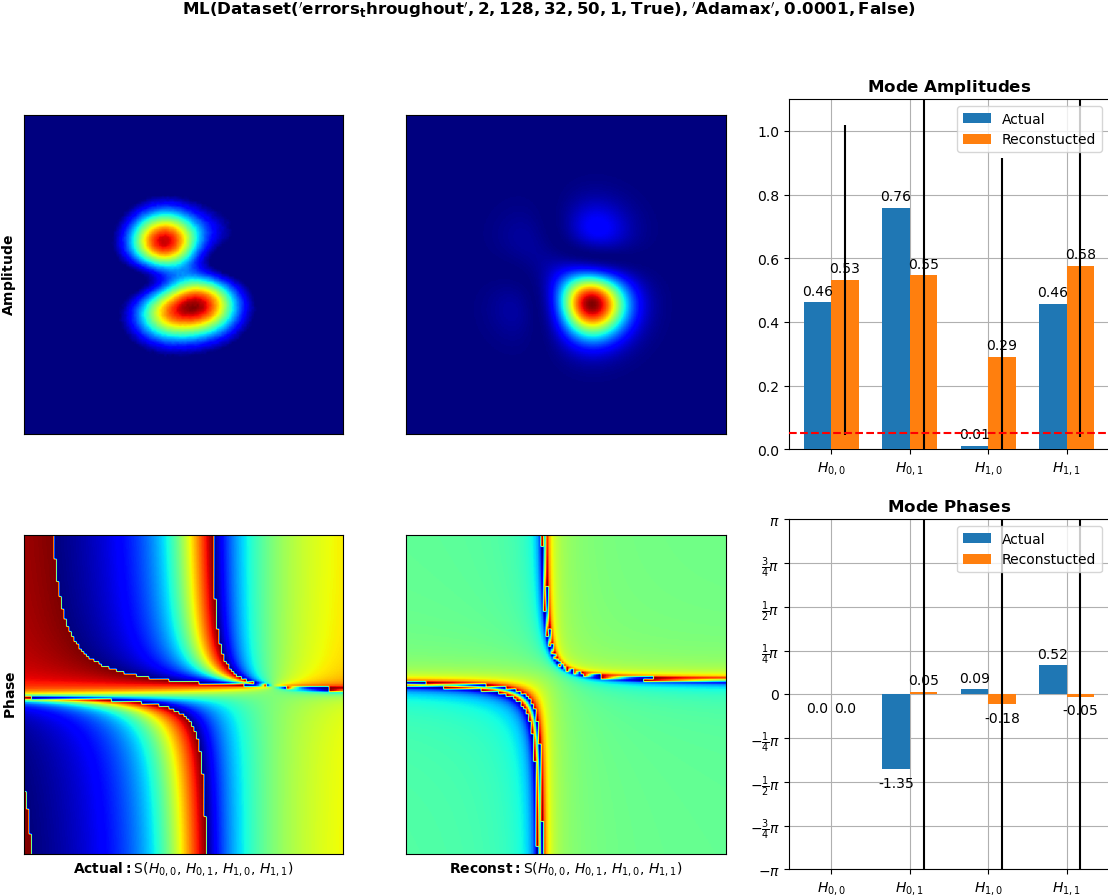 ML(Dataset('errors_throughout', 2, 128, 32, 50, 1, True), 'Adamax', 0.0001, False)
Amplitude
Mode Amplitudes
Actual
Reconstucted
1.0
0.8
0.6
0.4
0.2
0.0
0.46
0.53
0.76
0.55
0.01
0.29
0.46
0.58
H0,0
H0,1
H1,0
H1,1
Phase
Actual: S(H0,0, H0,1, H1,0, H1,1)
Reconst: S(H0,0, H0,1, H1,0, H1,1)
Mode Phases
Actual
Reconstucted
π
3/4π
1/2π
1/4π
0
−1/4π
−1/2π
−3/4π
−π
0.0
0.0
-1.35
0.05
0.09
-0.18
0.52
-0.05
H0,0
H0,1
H1,0
H1,1